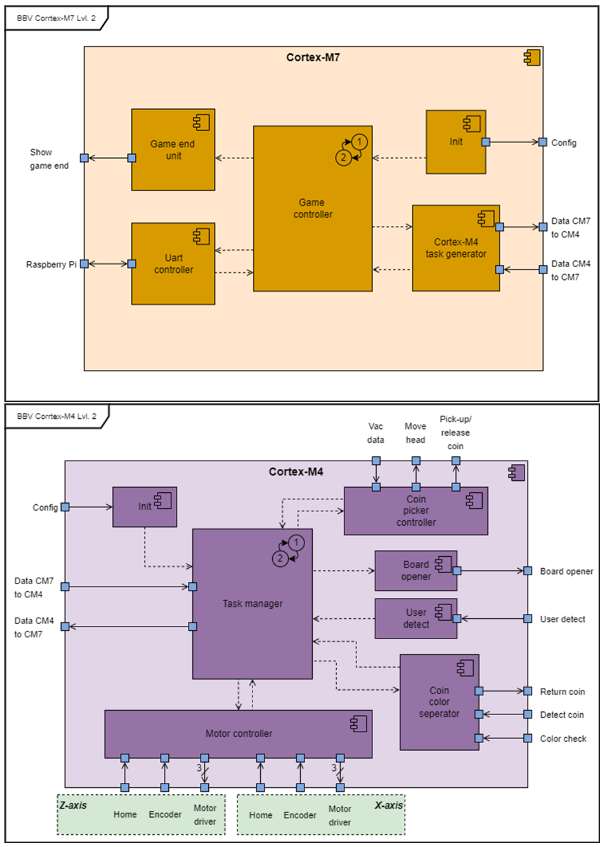 BBV Corrtex-M7 Lvl. 2
Cortex-M7
Game end
unit
1
2
Init
Show
game end
Config
Game
controller
Uart
controller
Cortex-M4
task generator
Data CM7
to CM4
Raspberry Pi
Data CM4
to CM7
BBV Corrtex-M4 Lvl. 2
Vac
data
Move
head
Pick-up/
release
coin
Cortex-M4
Config
Init
Coin
picker
controller
1
2
Board
opener
Board opener
Data CM7
to CM4
Task manager
User
detect
User detect
Data CM4
to CM7
Coin
color
seperator
Return coin
Detect coin
Color check
Motor controller
3
3
Z-axis
Home
Encoder
Motor
driver
X-axis
Home
Encoder
Motor
driver